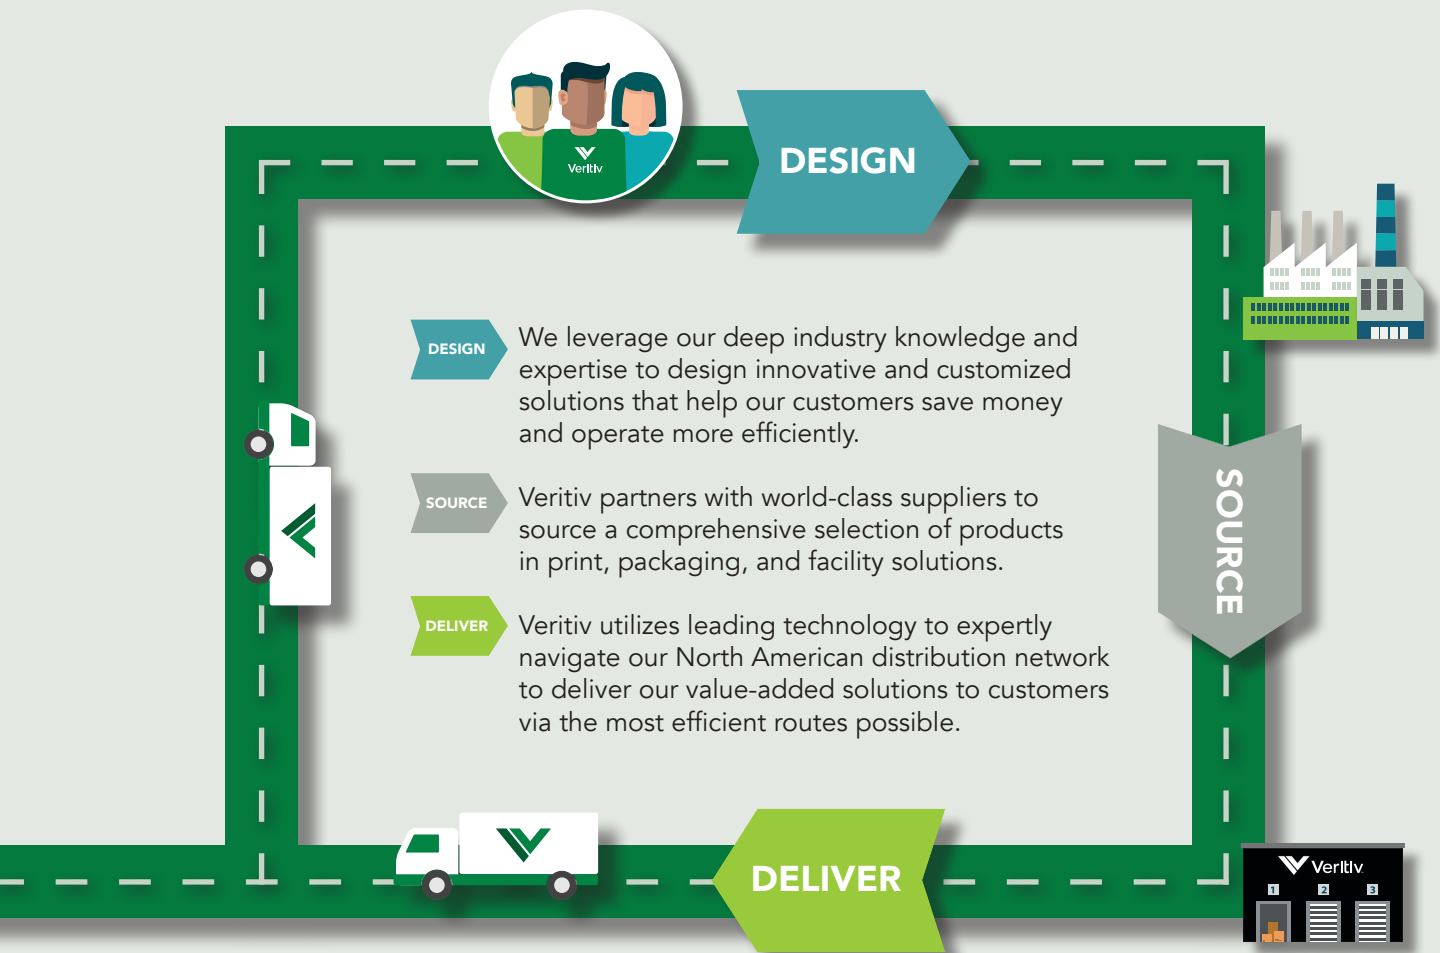 Veritiv
DESIGN
DESIGN
We leverage our deep industry knowledge and
expertise to design innovative and customized
solutions that help our customers save money
and operate more efficiently.
SOURCE
Veritiv partners with world-class suppliers to
source a comprehensive selection of products
in print, packaging, and facility solutions.
DELIVER
Veritiv utilizes leading technology to expertly
navigate our North American distribution network
to deliver our value-added solutions to customers
via the most efficient routes possible.
SOURCE
DELIVER
Veritiv
1 2 3